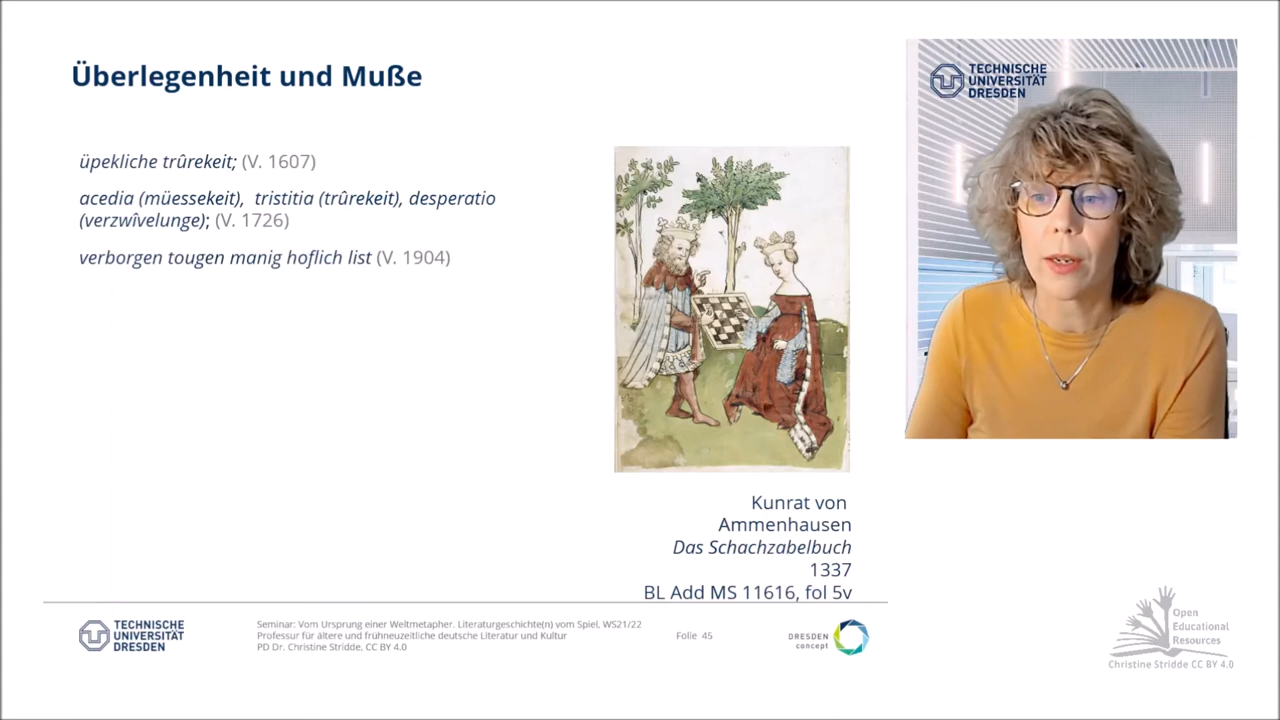 Überlegenheit und Muße
üpekliche trûrekeit; (V. 1607)
acedia (müessekeit), tristitia (trûrekeit), desperatio
(verzwîvelunge); (V. 1726)
verborgen tougen manig hoflich list (V. 1904)
Kunrat von
Ammenhausen
Das Schachzabelbuch
1337
BL Add MS 11616, fol 5v
TECHNISCHE
UNIVERSITÄT
DRESDEN
TECHNISCHE
UNIVERSITÄT
DRESDEN
Seminar: Vom Ursprung einer Weltmetapher. Literaturgeschichte(n) vom Spiel, WS21/22
Professur für ältere und frühneuzeitliche deutsche Literatur und Kultur
PD Dr. Christine Stridde, CC BY 4.0
Folie 45
DRESDEN
concept
Open
Educational
Resources
Christine Stridde CC BY 4.0